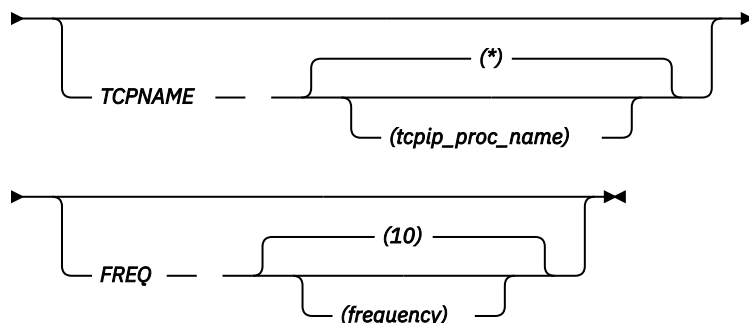 (*)
TCPNAME
(tcpip_proc_name)
(10)
FREQ
(frequency)